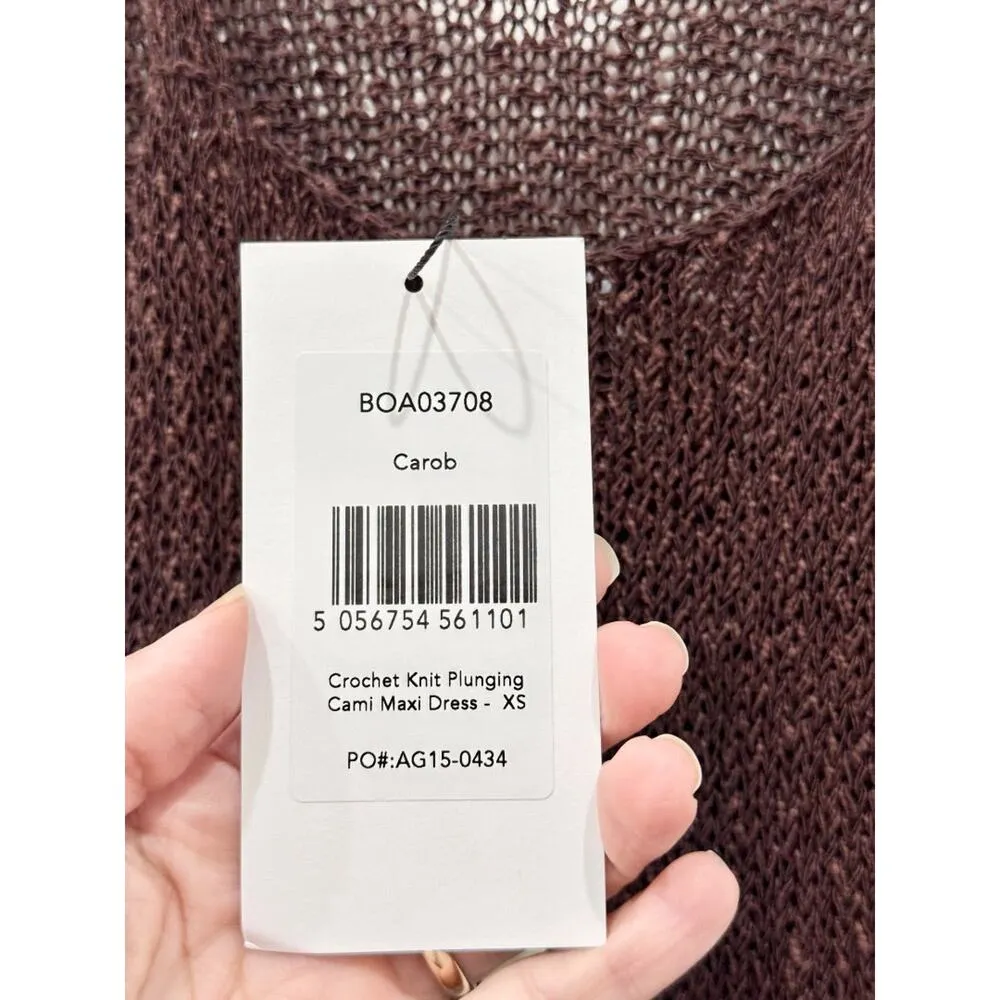 BOA03708
Carob
5 056754 561101
Crochet Knit Plunging
Cami Maxi Dress - XS
PO#:AG15-0434